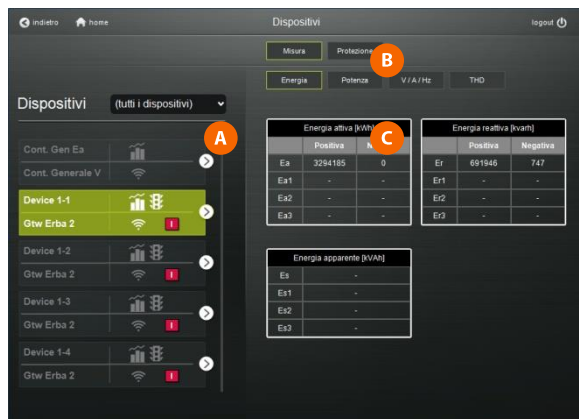 indietro home Dispositivi logout
Misura Protezione
B
Energia Potenza V / A / Hz THD
Dispositivi (tutti i dispositivi)
A
C
Cont. Gen Ea
Cont. Generale V
Device 1-1
Gtw Erba 2 I
Device 1-2
Gtw Erba 2 I
Device 1-3
Gtw Erba 2 I
Device 1-4
Gtw Erba 2 I
Energia attiva [kWh]
Positiva
Ea 3294185 0
Ea1 - -
Ea2 - -
Ea3 - -
Energia reattiva [kvarh]
Positiva Negativa
Er 691946 747
Er1 - -
Er2 - -
Er3 - -
Energia apparente [kVAh]
Es -
Es1 -
Es2 -
Es3 -